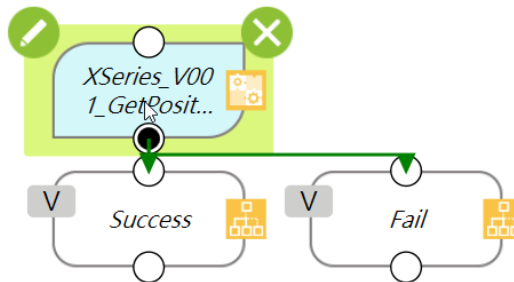 XSeries_V00
1_GetPosit...
V
Success
V
Fail